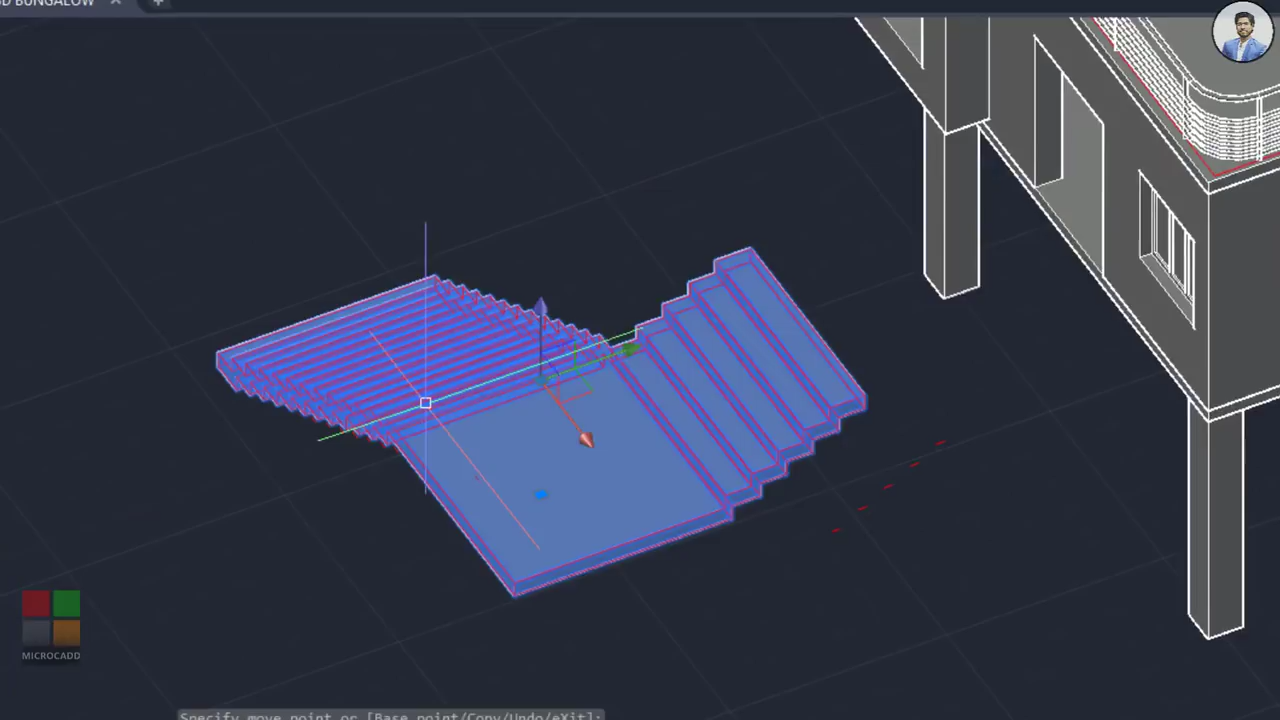 D BUNGALOW
MICROCADD
Specify move point or [Base point/Copy/Undo/eXit]: